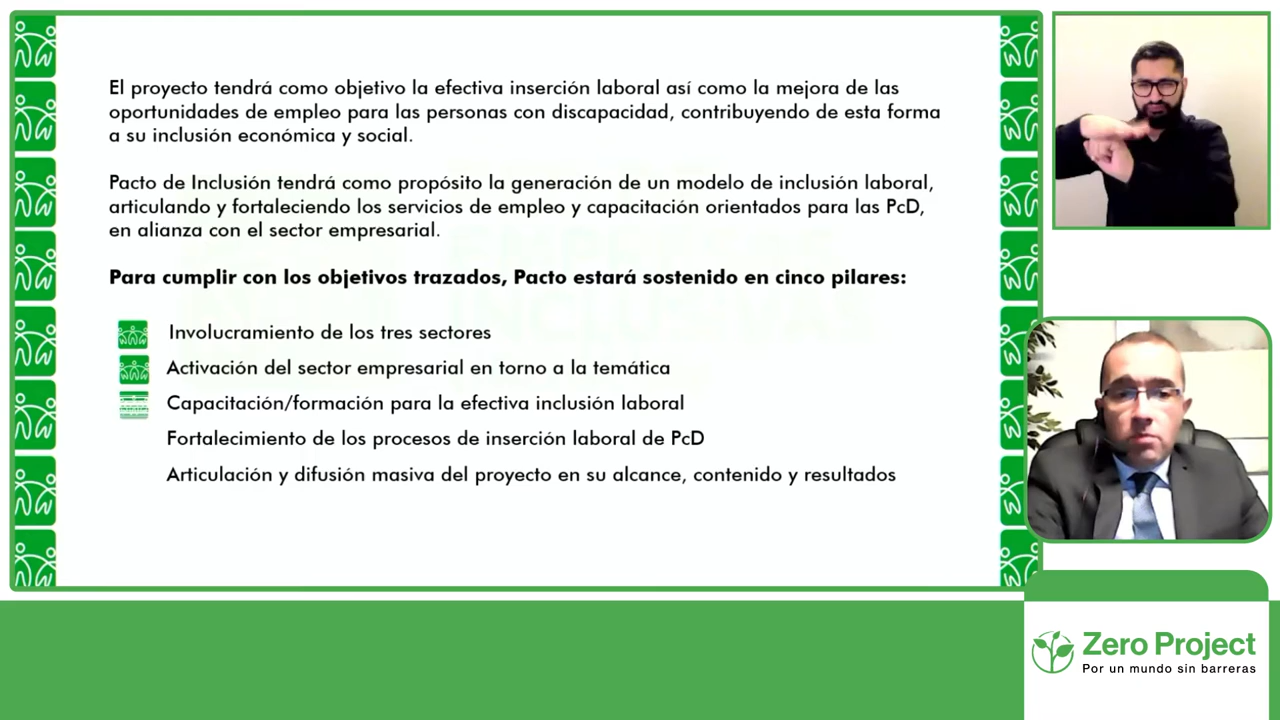 El proyecto tendrá como objetivo la efectiva inserción laboral así como la mejora de las
oportunidades de empleo para las personas con discapacidad, contribuyendo de esta forma
a su inclusión económica y social.
Pacto de Inclusión tendrá como propósito la generación de un modelo de inclusión laboral,
articulando y fortaleciendo los servicios de empleo y capacitación orientados para las PcD,
en alianza con el sector empresarial.
Para cumplir con los objetivos trazados, Pacto estará sostenido en cinco pilares:
Involucramiento de los tres sectores
Activación del sector empresarial en torno a la temática
Capacitación/formación para la efectiva inclusión laboral
Fortalecimiento de los procesos de inserción laboral de PcD
Articulación y difusión masiva del proyecto en su alcance, contenido y resultados
Zero Project
Por un mundo sin barreras